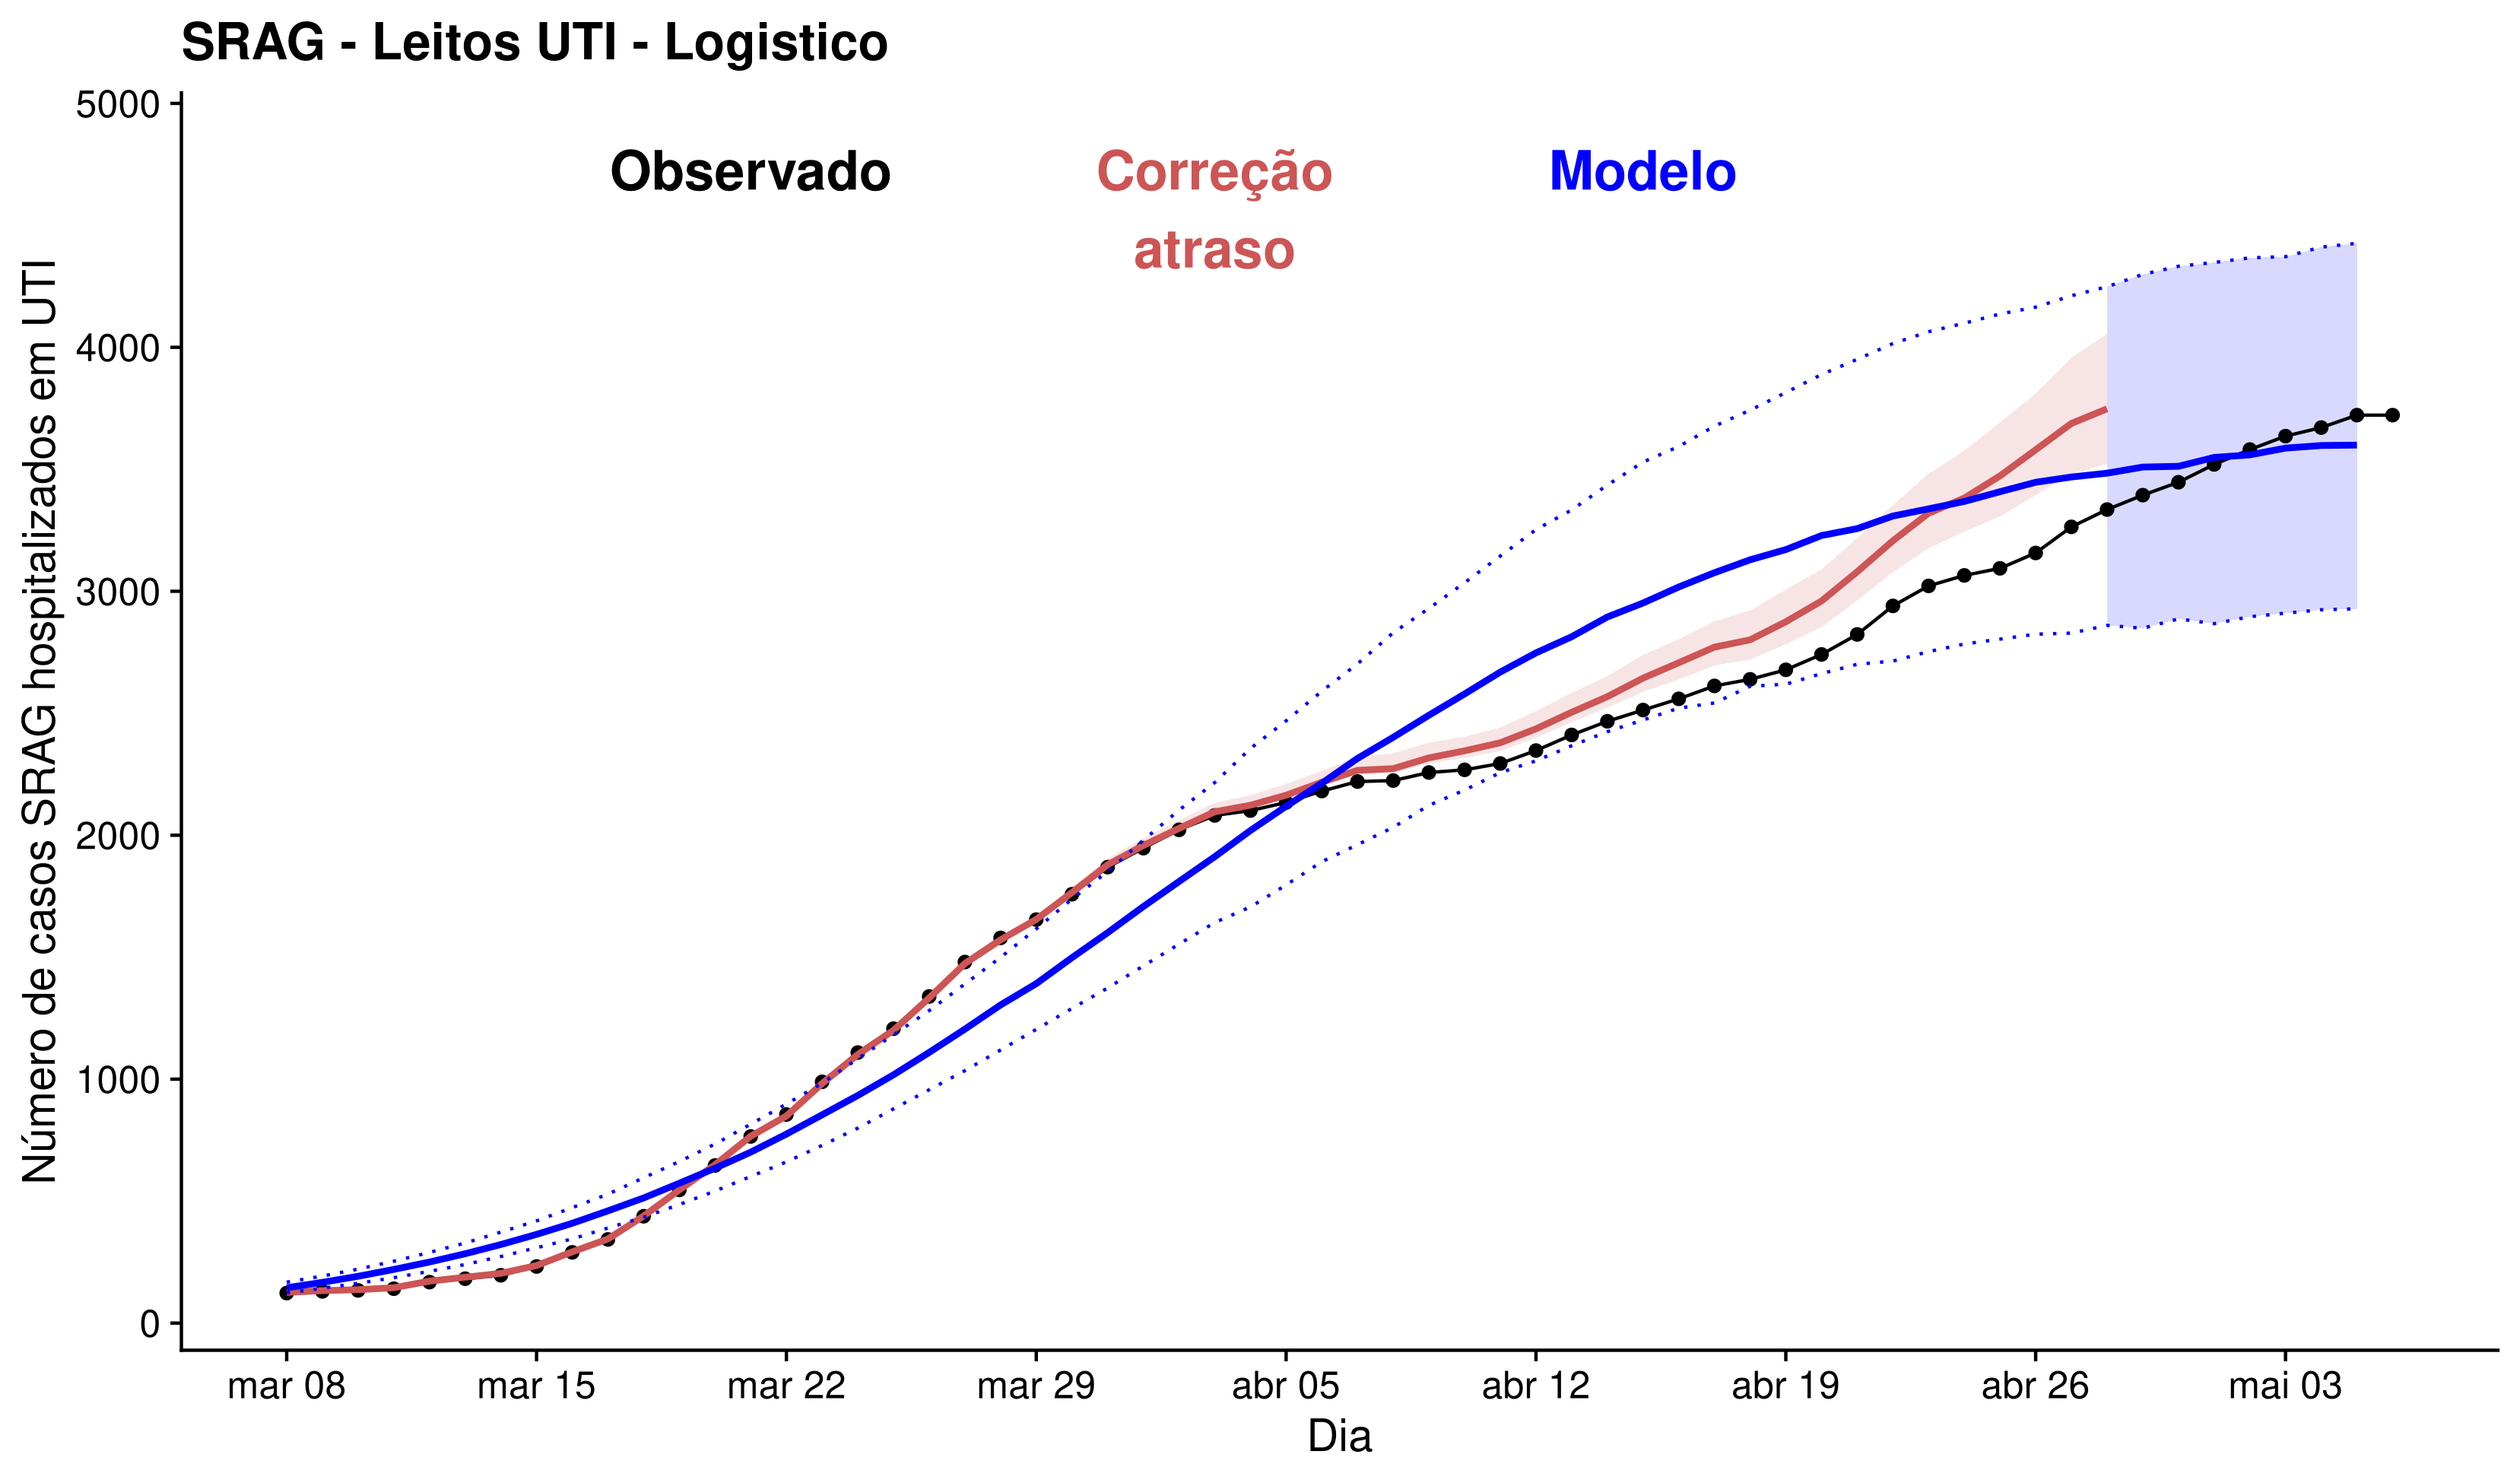 SRAG - Leitos UTI - Logistico
5000
4000
3000
2000
1000
0
Número de casos SRAG hospitalizados em UTI
Observado
Correção
atraso
Modelo
mar 08
mar 15
mar 22
mar 29
abr 05
abr 12
abr 19
abr 26
mai 03
Dia